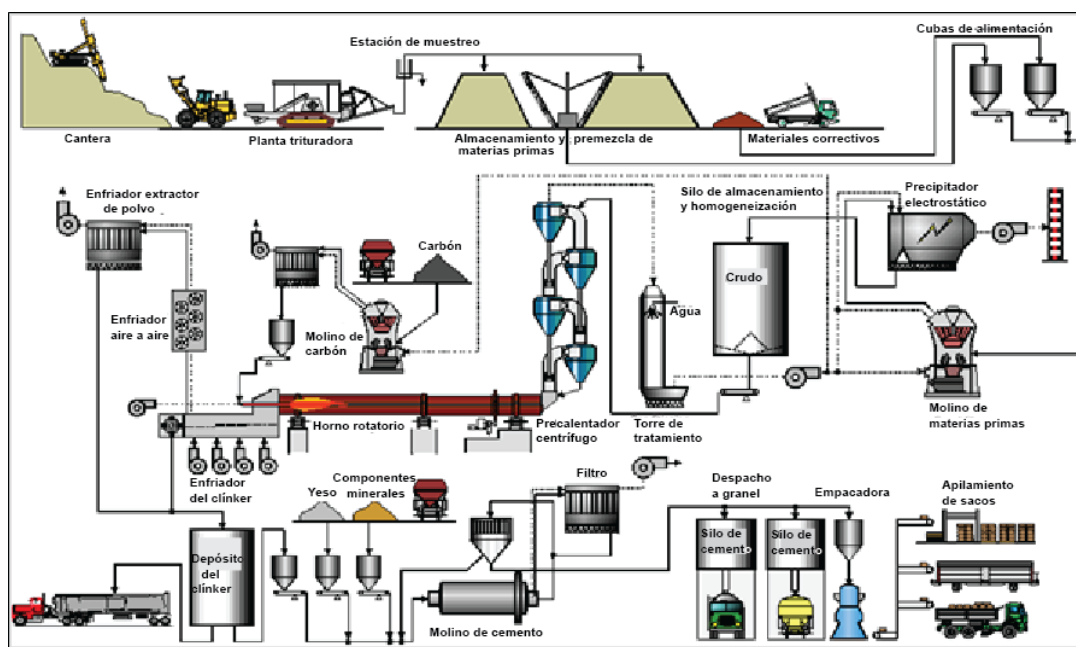 Estación de muestreo
Cubas de alimentación
Cantera
Planta trituradora
Almacenamiento y premezcla de
materias primas
Materiales correctivos
Enfriador extractor
de polvo
Carbón
Silo de almacenamiento
y homogeneización
Precipitador
electrostático
Crudo
Agua
Enfriador
aire a aire
Molino de
carbón
Horno rotatorio
Precalentador
centrífugo
Torre de
tratamiento
Molino de
materias primas
Enfriador
del clínker
Yeso
Componentes
minerales
Filtro
Despacho
a granel
Empacadora
Apilamiento
de sacos
Depósito
del
clínker
Silo de
cemento
Silo de
cemento
Molino de cemento